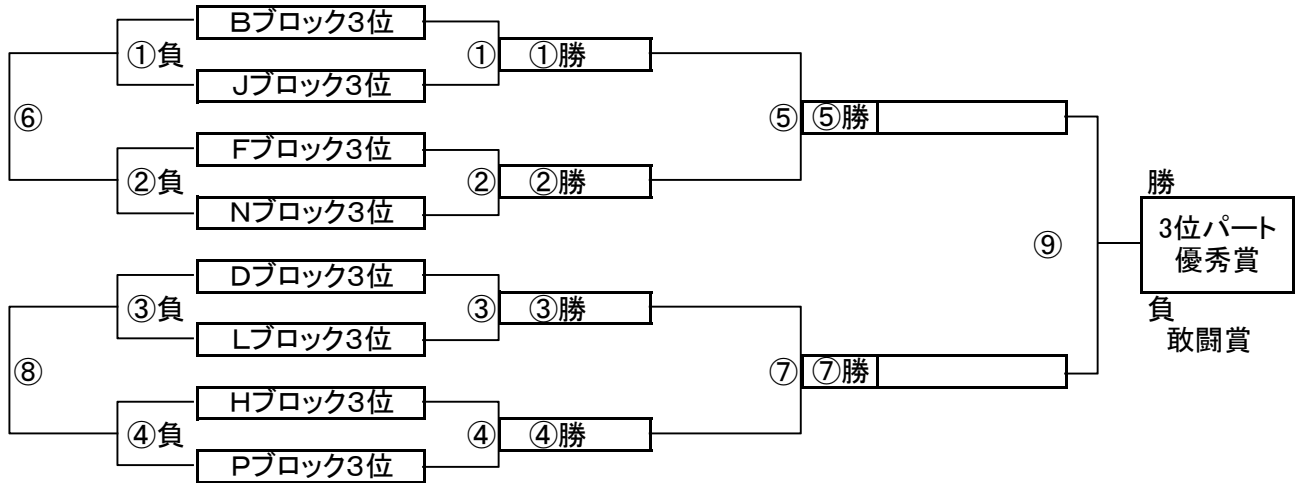 Bブロック3位
①負 ① ①勝
Jブロック3位
⑥ ⑤ ⑤勝
Fブロック3位
②負 ② ②勝
Nブロック3位
勝
⑨ 3位パート
優秀賞
Dブロック3位
③負 ③ ③勝
負
Lブロック3位
敢闘賞
⑧ ⑦ ⑦勝
Hブロック3位
④負 ④ ④勝
Pブロック3位